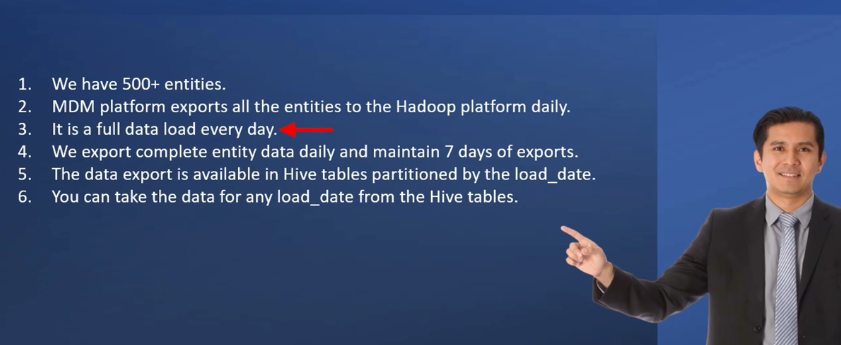 1. We have 500+ entities.
2. MDM platform exports all the entities to the Hadoop platform daily.
3. It is a full data load every day.
4. We export complete entity data daily and maintain 7 days of exports.
5. The data export is available in Hive tables partitioned by the load_date.
6. You can take the data for any load_date from the Hive tables.